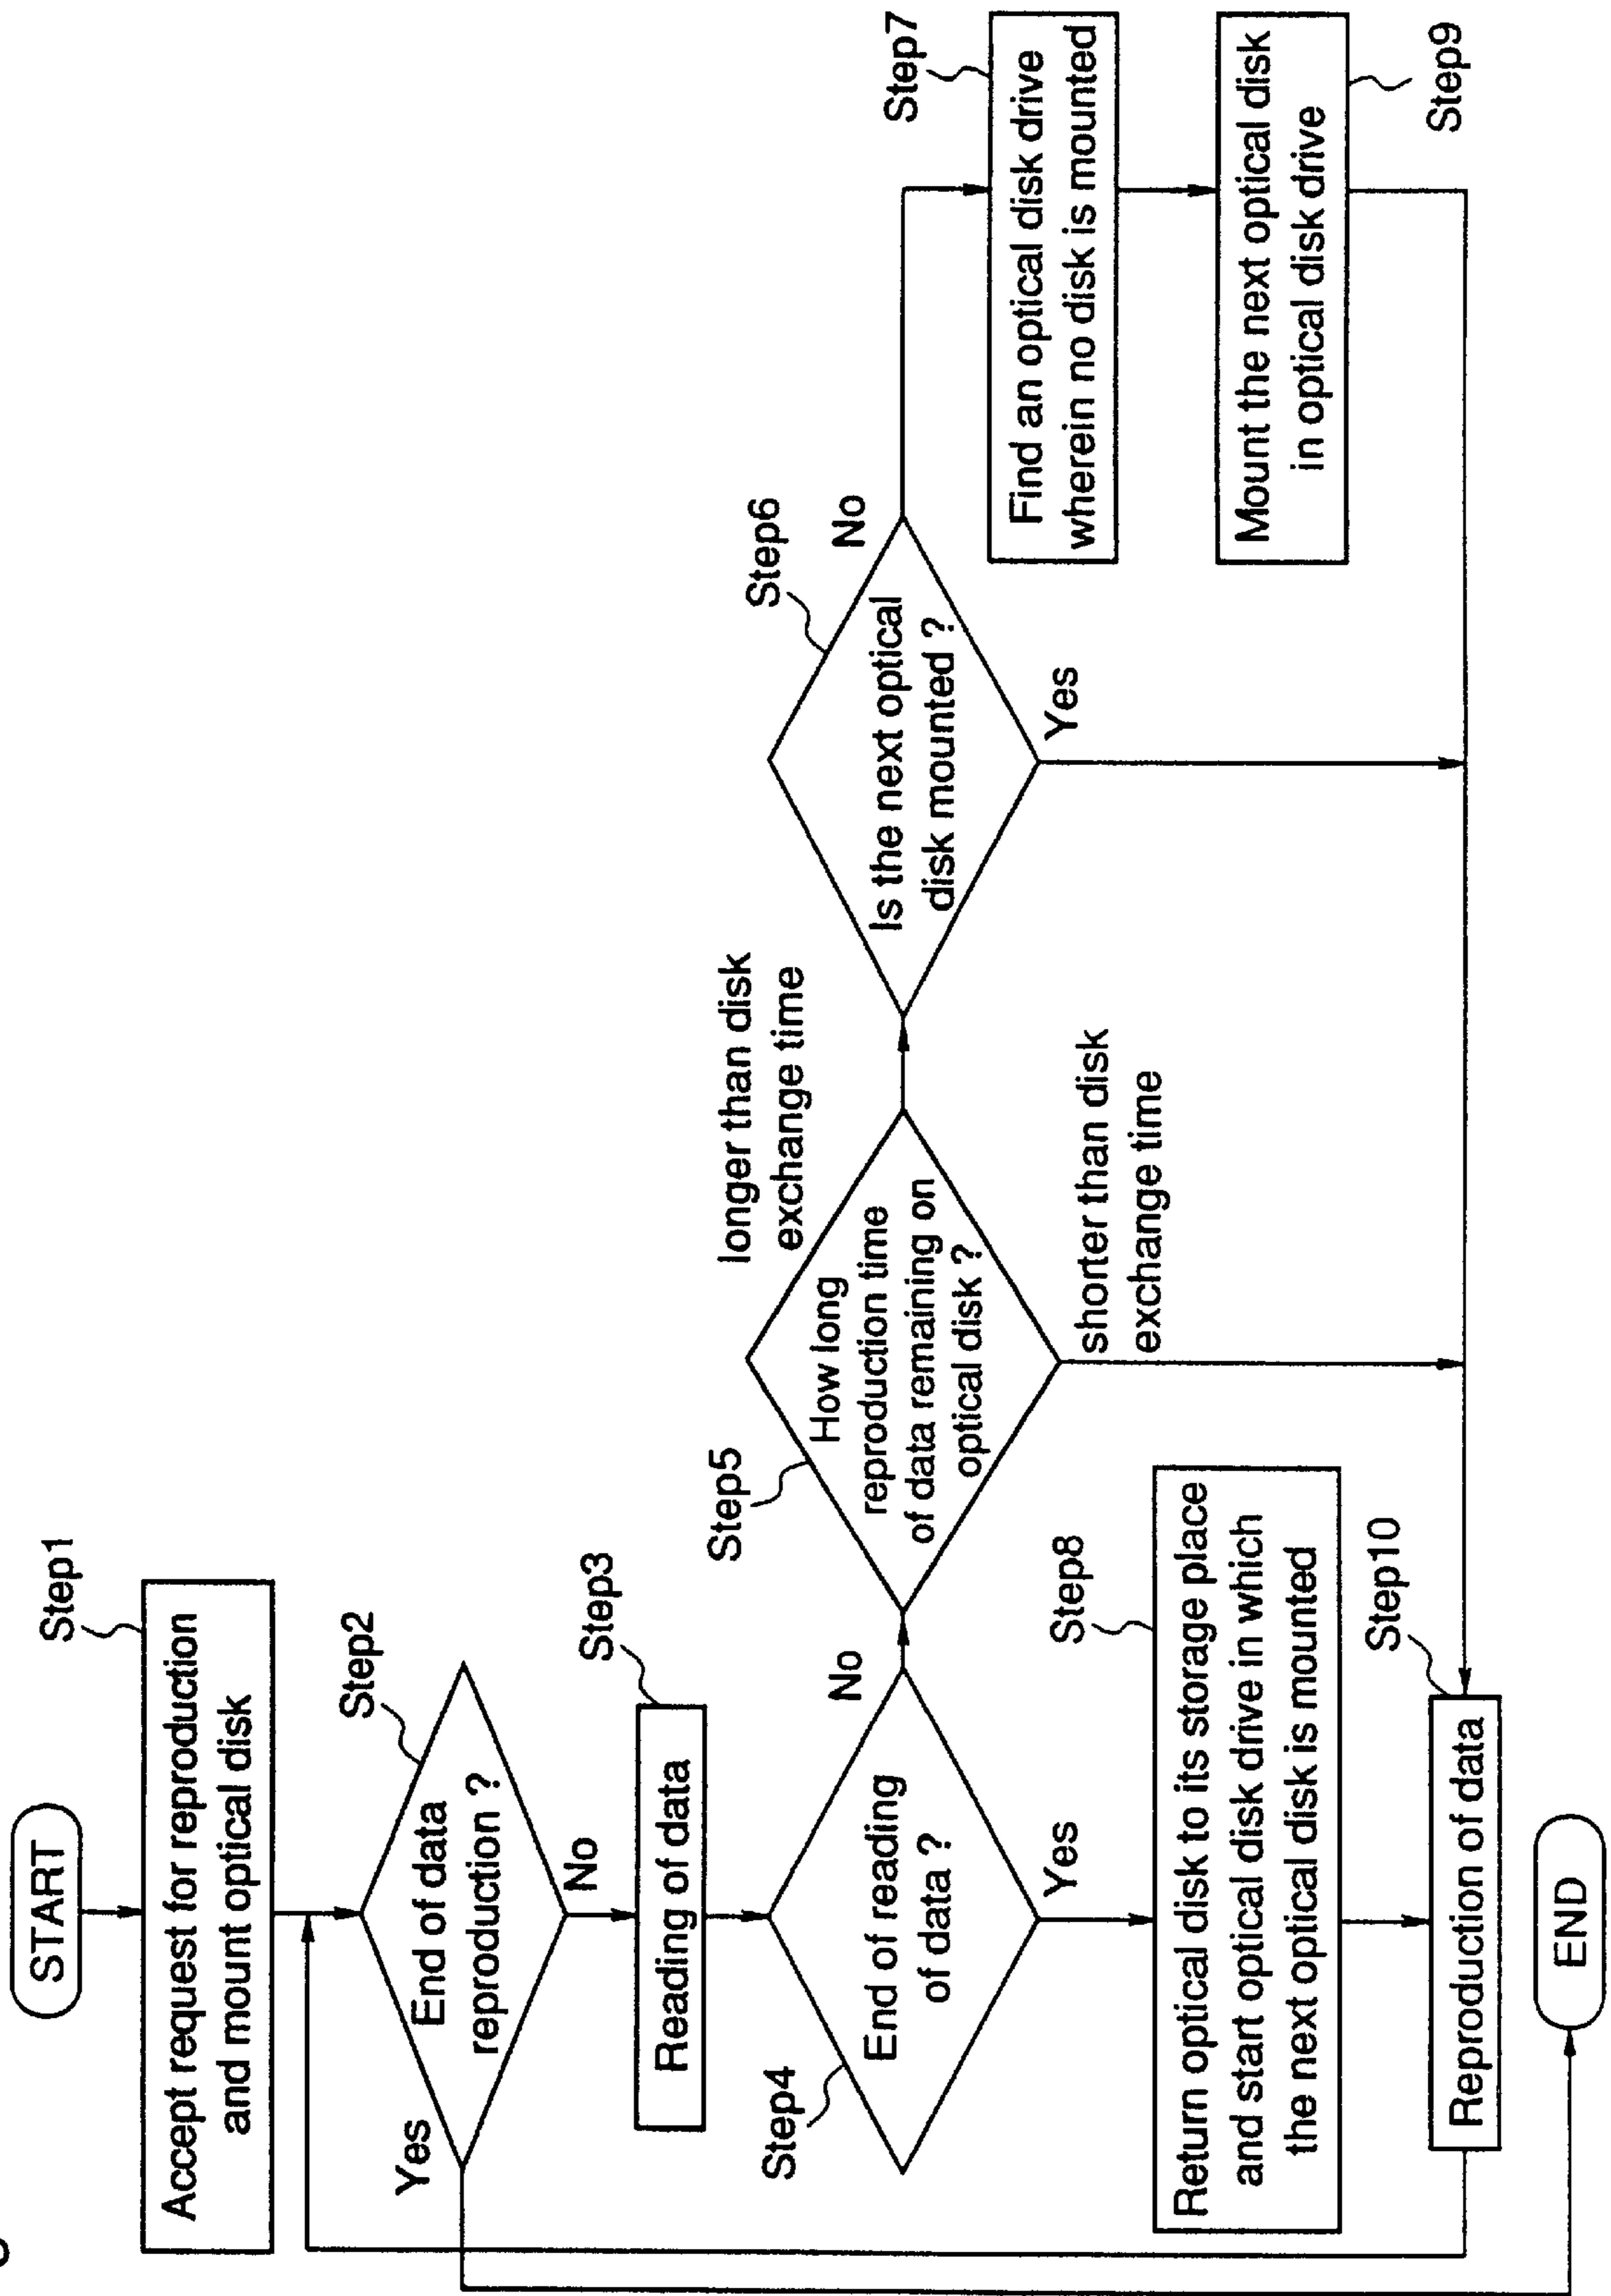 START
Step1
Accept request for reproduction
and mount optical disk
Step2
End of data
reproduction ?
Yes
No
Step3
Reading of data
Step4
End of reading
of data ?
No
Yes
Step5
How long
reproduction time
of data remaining on
optical disk ?
longer than disk
exchange time
shorter than disk
exchange time
Step6
Is the next optical
disk mounted ?
No
Yes
Step7
Find an optical disk drive
wherein no disk is mounted
Mount the next optical disk
in optical disk drive
Step9
Step8
Return optical disk to its storage place
and start optical disk drive in which
the next optical disk is mounted
Step10
Reproduction of data
END